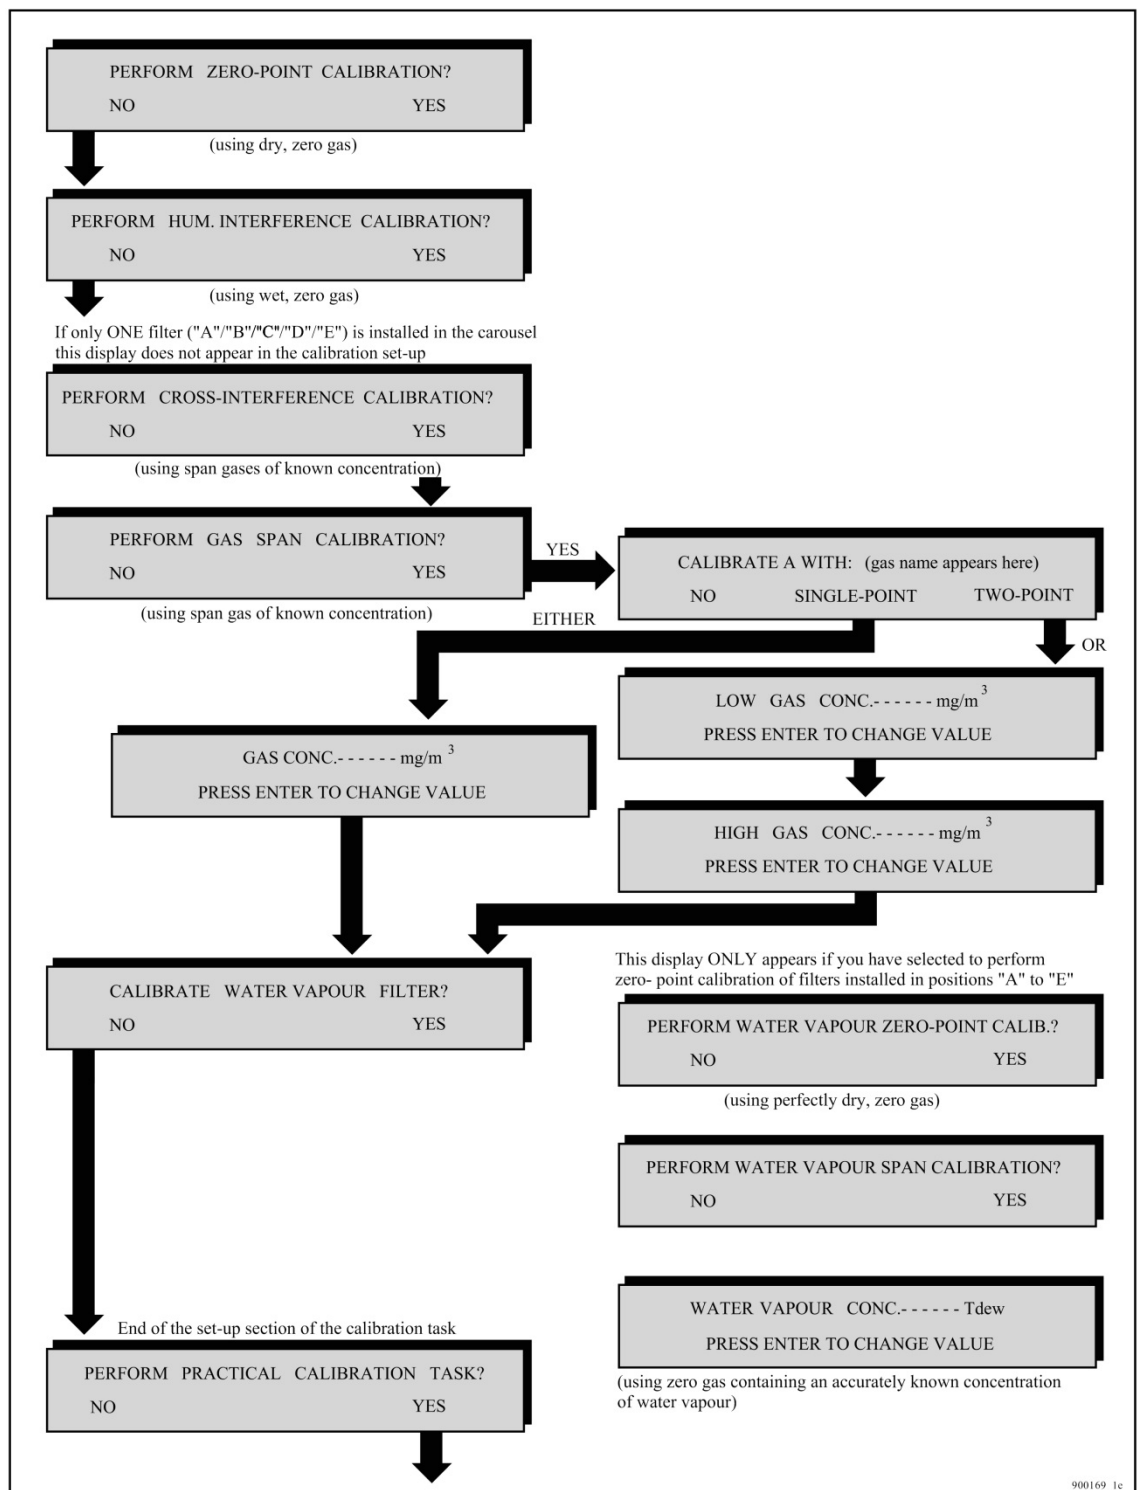 PERFORM ZERO-POINT CALIBRATION?
NO YES
(using dry, zero gas)
PERFORM HUM. INTERFERENCE CALIBRATION?
NO YES
(using wet, zero gas)
If only ONE filter ("A"/"B"/"C"/"D"/"E") is installed in the carousel
this display does not appear in the calibration set-up
PERFORM CROSS-INTERFERENCE CALIBRATION?
NO YES
(using span gases of known concentration)
PERFORM GAS SPAN CALIBRATION?
NO YES
(using span gas of known concentration)
YES
CALIBRATE A WITH: (gas name appears here)
NO SINGLE-POINT TWO-POINT
EITHER
OR
LOW GAS CONC.- - - - - - mg/m 3
PRESS ENTER TO CHANGE VALUE
GAS CONC.- - - - - - mg/m 3
PRESS ENTER TO CHANGE VALUE
HIGH GAS CONC.- - - - - - mg/m 3
PRESS ENTER TO CHANGE VALUE
CALIBRATE WATER VAPOUR FILTER?
NO YES
This display ONLY appears if you have selected to perform
zero- point calibration of filters installed in positions "A" to "E"
PERFORM WATER VAPOUR ZERO-POINT CALIB.?
NO YES
(using perfectly dry, zero gas)
PERFORM WATER VAPOUR SPAN CALIBRATION?
NO YES
WATER VAPOUR CONC.- - - - - - Tdew
PRESS ENTER TO CHANGE VALUE
(using zero gas containing an accurately known concentration
of water vapour)
End of the set-up section of the calibration task
PERFORM PRACTICAL CALIBRATION TASK?
NO YES
900169_1c